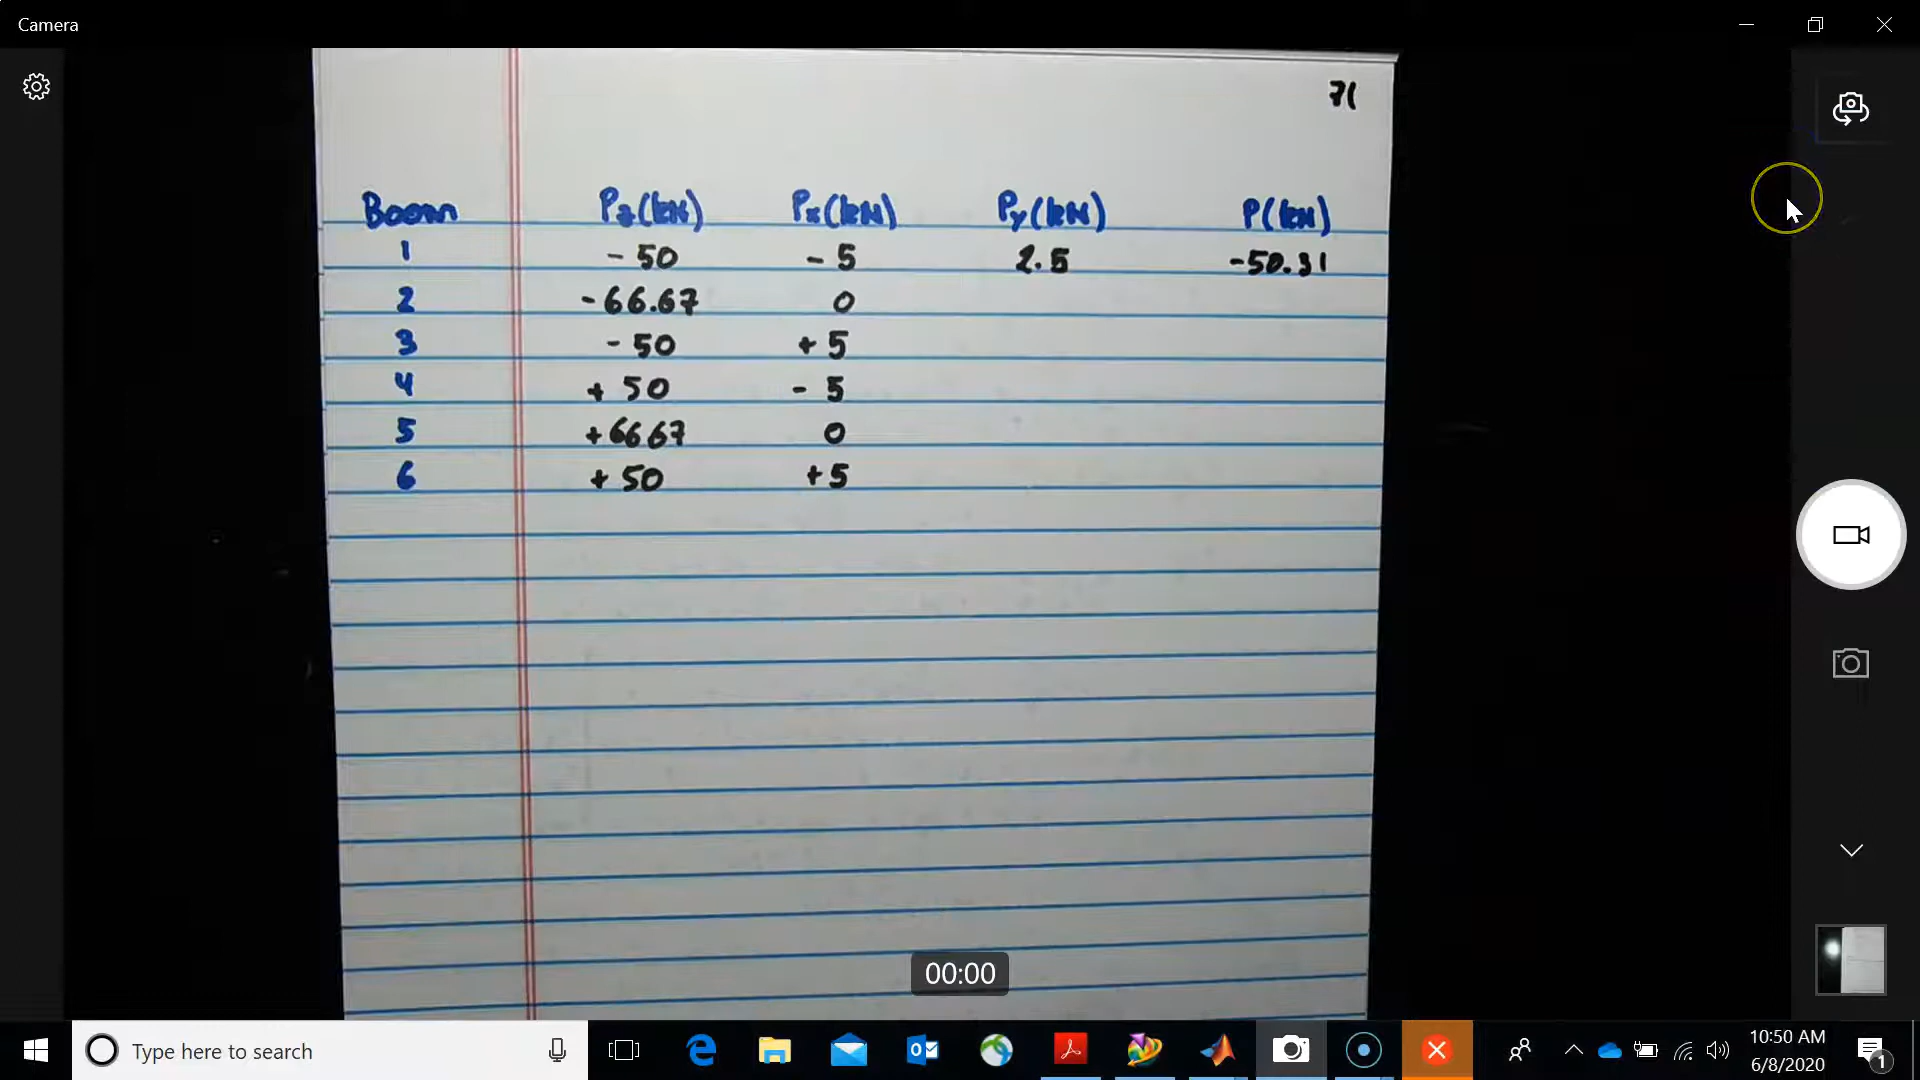 Camera
71
Boom Pz(kN) Px(kN) Py(kN) P(kN)
1 - 50 - 5 2.5 -50.31
2 - 66.67 0
3 - 50 + 5
4 + 50 - 5
5 + 6667 0
6 + 50 + 5
00:00
Type here to search
10:50 AM
6/8/2020
1